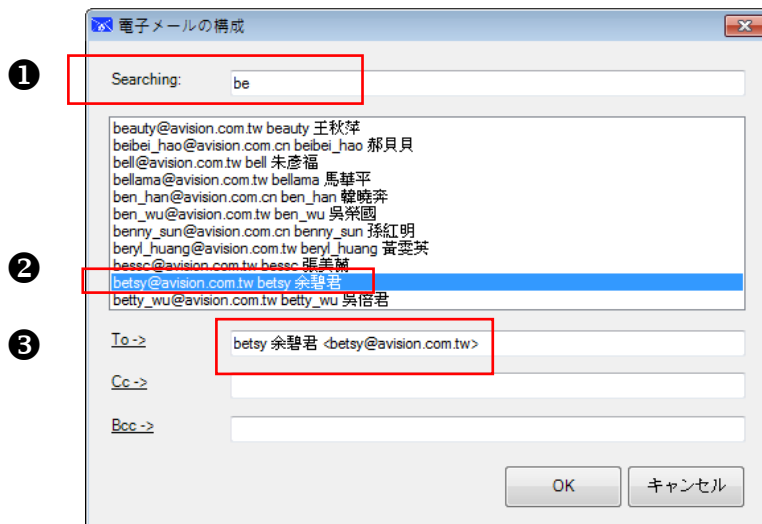 電子メールの構成
❶
Searching: be
beauty@avision.com.tw beauty 王秋萍
beibei_hao@avision.com.cn beibei_hao 郝貝貝
bell@avision.com.tw bell 朱彥福
bellama@avision.com.tw bellama 馬華平
ben_han@avision.com.cn ben_han 韓曉奔
ben_wu@avision.com.tw ben_wu 吳榮國
benny_sun@avision.com.cn benny_sun 孫紅明
beryl_huang@avision.com.tw beryl_huang 黃雯英
bessc@avision.com.tw bessc 張美蘭
❷
betsy@avision.com.tw betsy 余碧君
betty_wu@avision.com.tw betty_wu 吳倍君
❸
To -> betsy 余碧君 <betsy@avision.com.tw>
Cc ->
Bcc ->
OK キャンセル